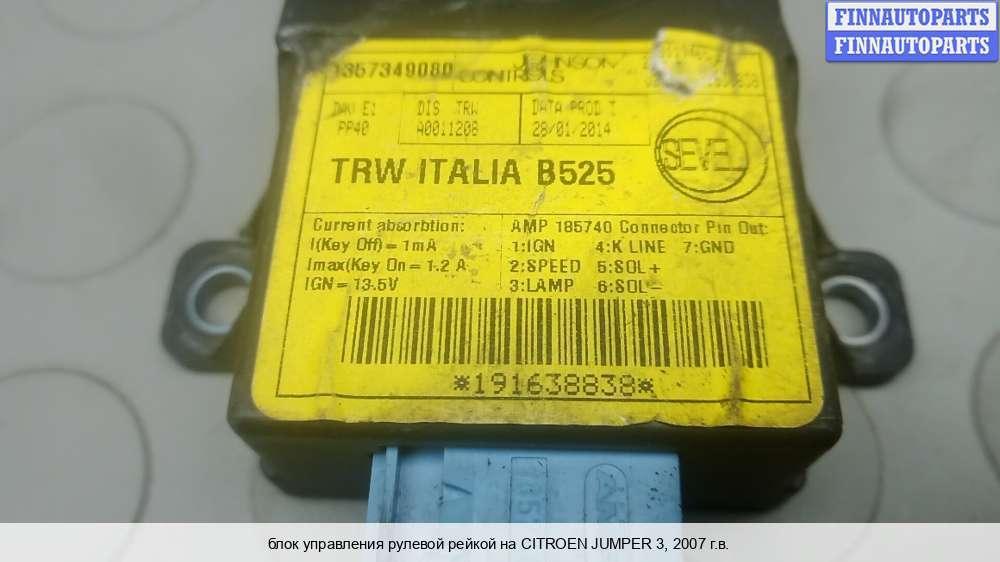 FINNAUTOPARTS
FINNAUTOPARTS
1357349080
JOHNSON
CONTROLS
DIS. TRW
DATA PROD I
PP40
A0011208
28/01/2014
SEVEL
TRW ITALIA B525
Current absorbtion:
I(Key Off)= 1mA
Imax(Key On = 1.2 A
IGN = 13.5V
AMP 185740 Connector Pin Out:
1:IGN 4:K LINE 7:GND
2:SPEED 5:SOL+
3:LAMP 6:SOL-
*191638838*
блок управления рулевой рейкой на CITROEN JUMPER 3, 2007 г.в.